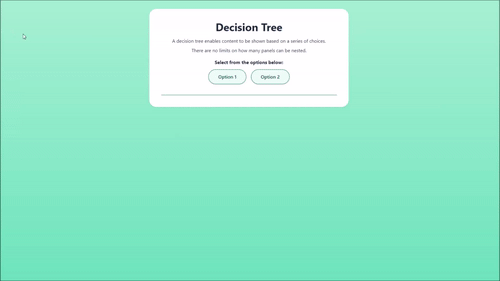 Decision Tree
A decision tree enables content to be shown based on a series of choices.
There are no limits on how many panels can be nested.
Select from the options below:
Option 1
Option 2